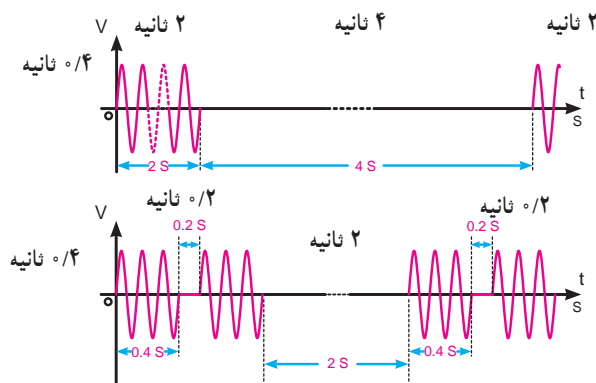 ۲ ثانیه ۴ ثانیه ۲ ثانیه
V
۰/۴ ثانیه
t
o
S
2 S 4 S
۰/۲ ثانیه ۰/۲ ثانیه
V 0.2 S ۲ ثانیه 0.2 S
۰/۴ ثانیه
t
o
S
0.4 S 0.4 S
2 S